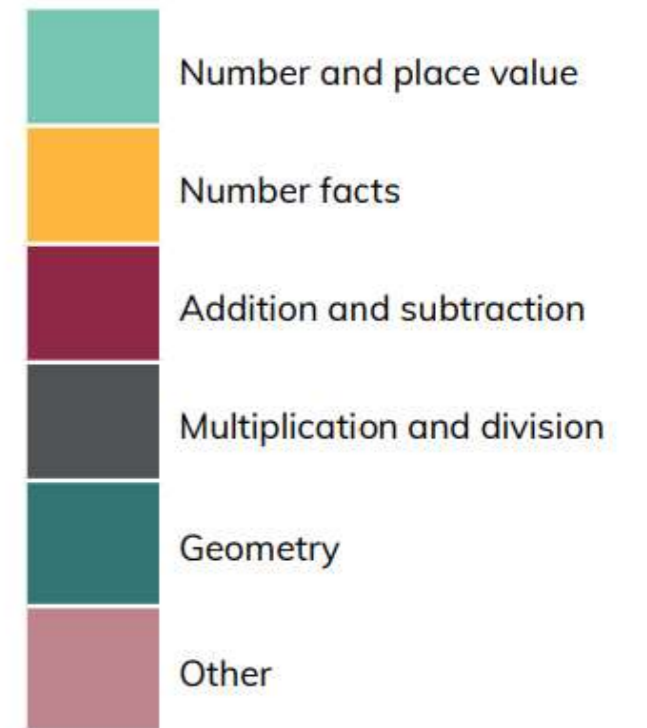 Number and place value
Number facts
Addition and subtraction
Multiplication and division
Geometry
Other